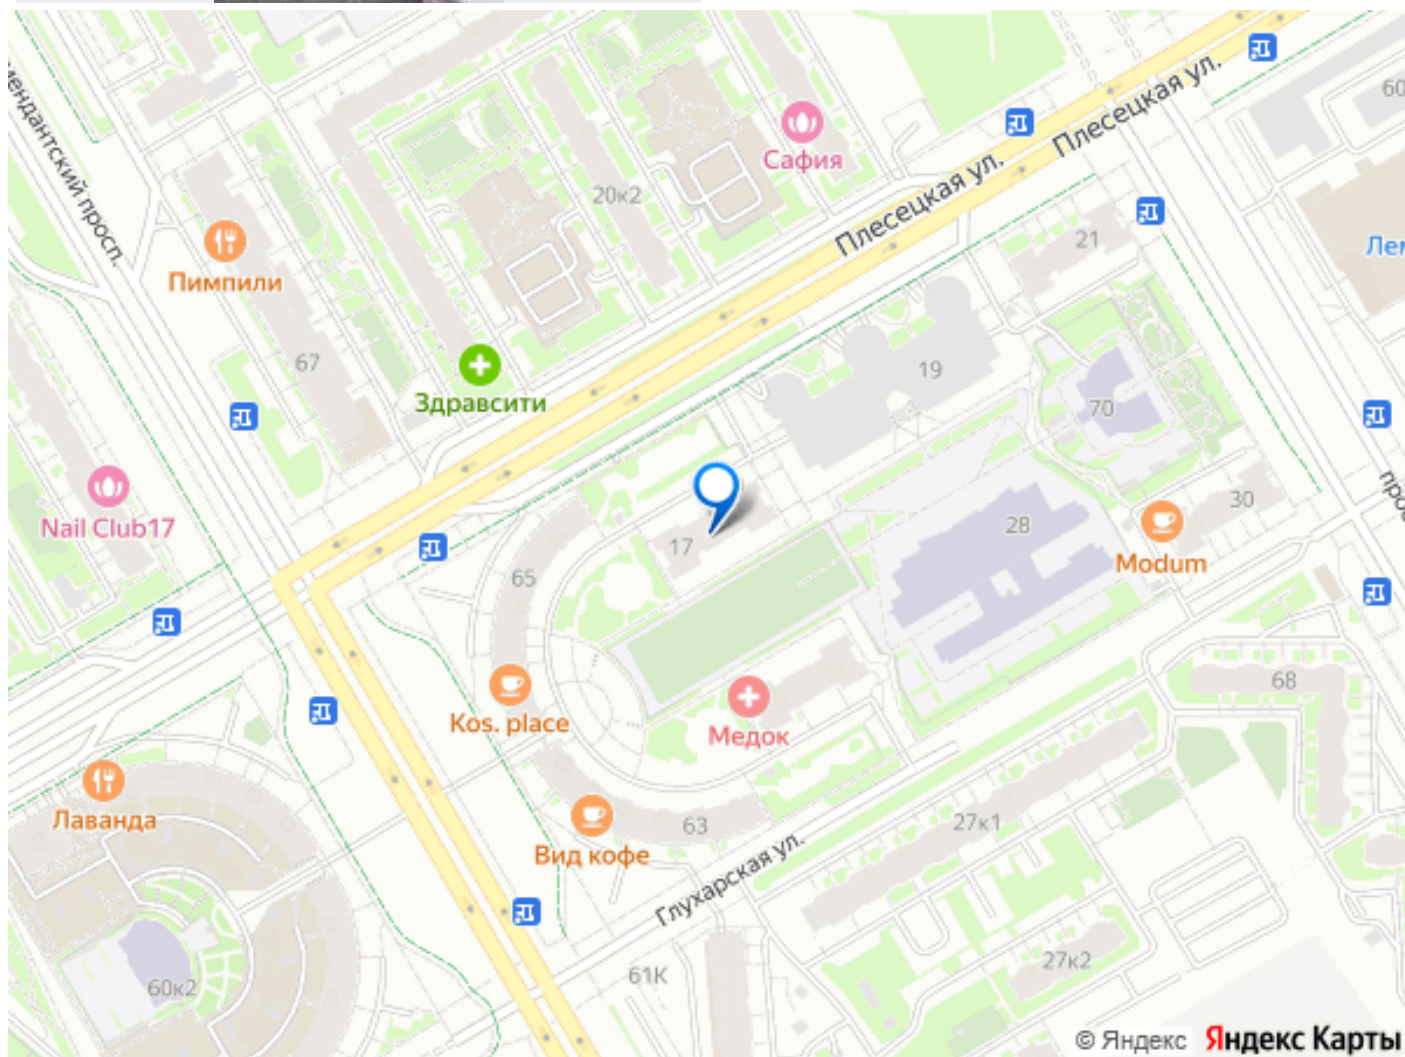 Плесецкая ул.
60
Сафия
мендантский просп.
20к2
Плесецкая ул.
21
Лем
Пимпили
67
19
Здравсити
70
Nail Club17
17
28
30
Modum
65
68
Kos. place
Медок
Лаванда
63
27к1
Вид кофе
Глухарская ул.
27к2
61К
60к2
© Яндекс Яндекс Карты